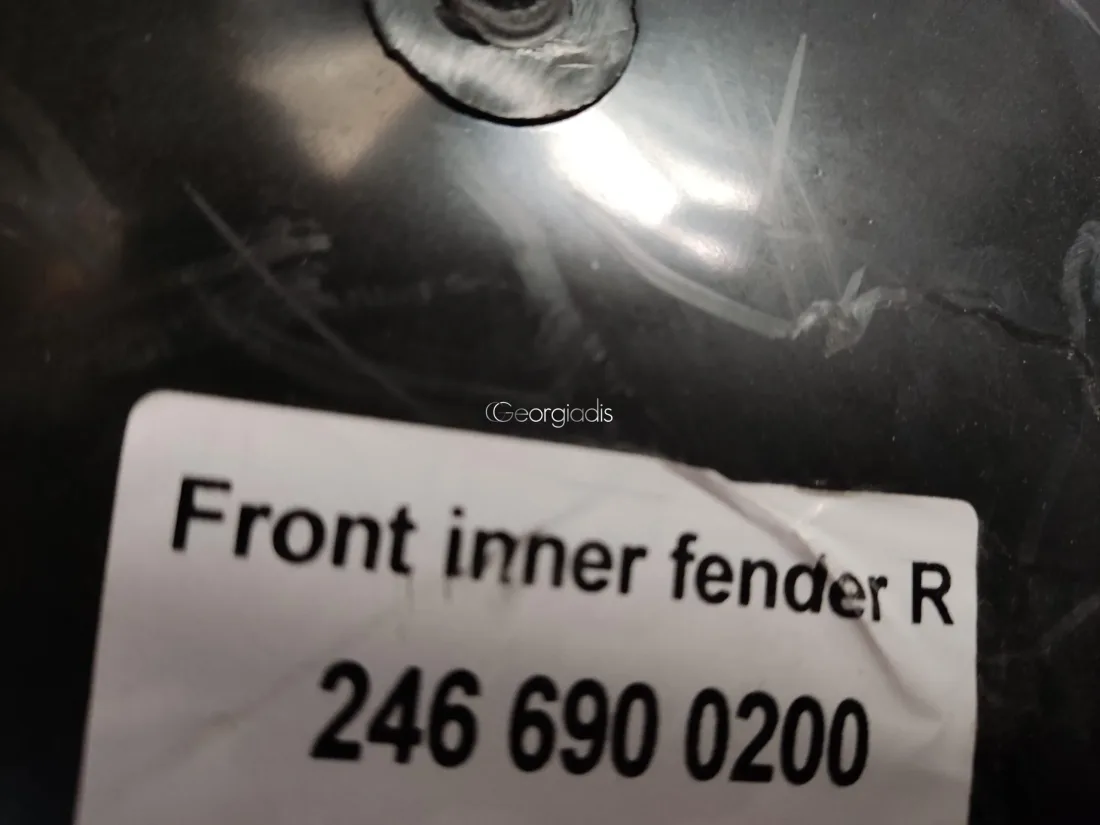 Georgiadis
Front inner fender R
246 690 0200